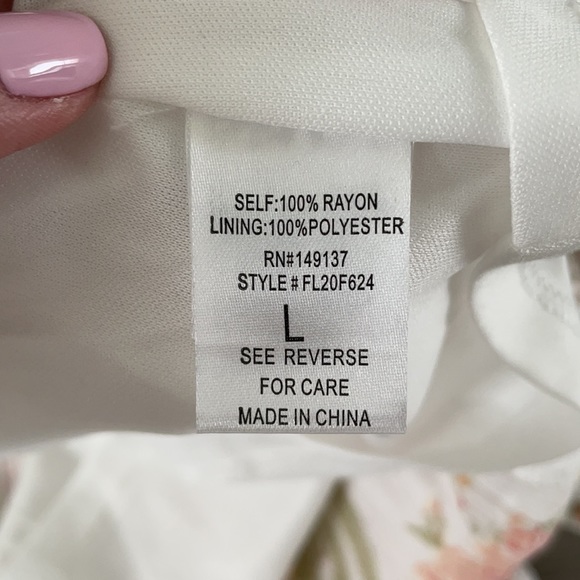 SELF:100% RAYON
LINING:100%POLYESTER
RN#149137
STYLE # FL20F624
L
SEE REVERSE
FOR CARE
MADE IN CHINA